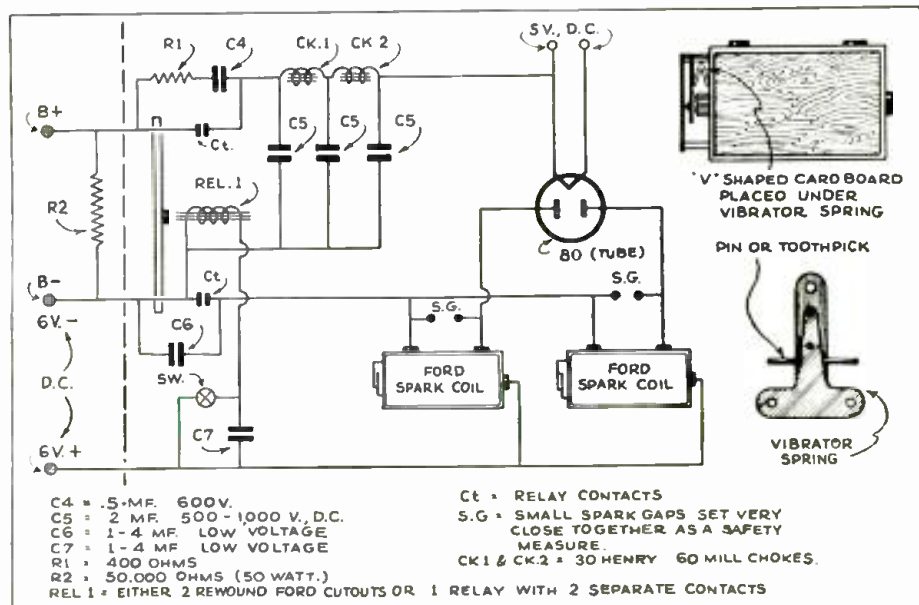 R1
C4
CK.1
CK 2
5V., D.C.
B+
Ct.
C5
C5
C5
"V" SHAPED CARDBOARD
PLACED UNDER
VIBRATOR SPRING
REL.1
R2
80 (TUBE)
PIN OR TOOTHPICK
B-
Ct
S.G.
S.G.
6V.-
C6
D.C.
SW.
FORD
SPARK COIL
FORD
SPARK COIL
C7
VIBRATOR
SPRING
6V.+
C4 = .5-MF. 600V.
C5 = 2 MF. 500-1,000 V., D.C.
C6 = 1-4 MF. LOW VOLTAGE
C7 = 1-4 MF LOW VOLTAGE
R1 = 400 OHMS
R2 = 50.000 OHMS (50 WATT.)
REL 1 = EITHER 2 REWOUND FORD CUTOUTS OR 1 RELAY WITH 2 SEPARATE CONTACTS
Ct = RELAY CONTACTS
S.G = SMALL SPARK GAPS SET VERY
CLOSE TOGETHER AS A SAFETY
MEASURE.
CK1 & CK.2 = 30 HENRY 60 MILL CHOKES.